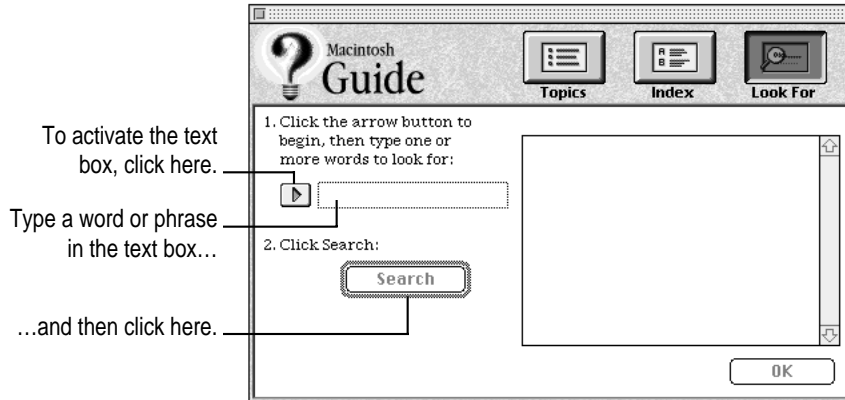 Macintosh
Guide
Topics
Index
Look For
To activate the text
box, click here.
1. Click the arrow button to
begin, then type one or
more words to look for:
Type a word or phrase
in the text box…
2. Click Search:
Search
…and then click here.
OK